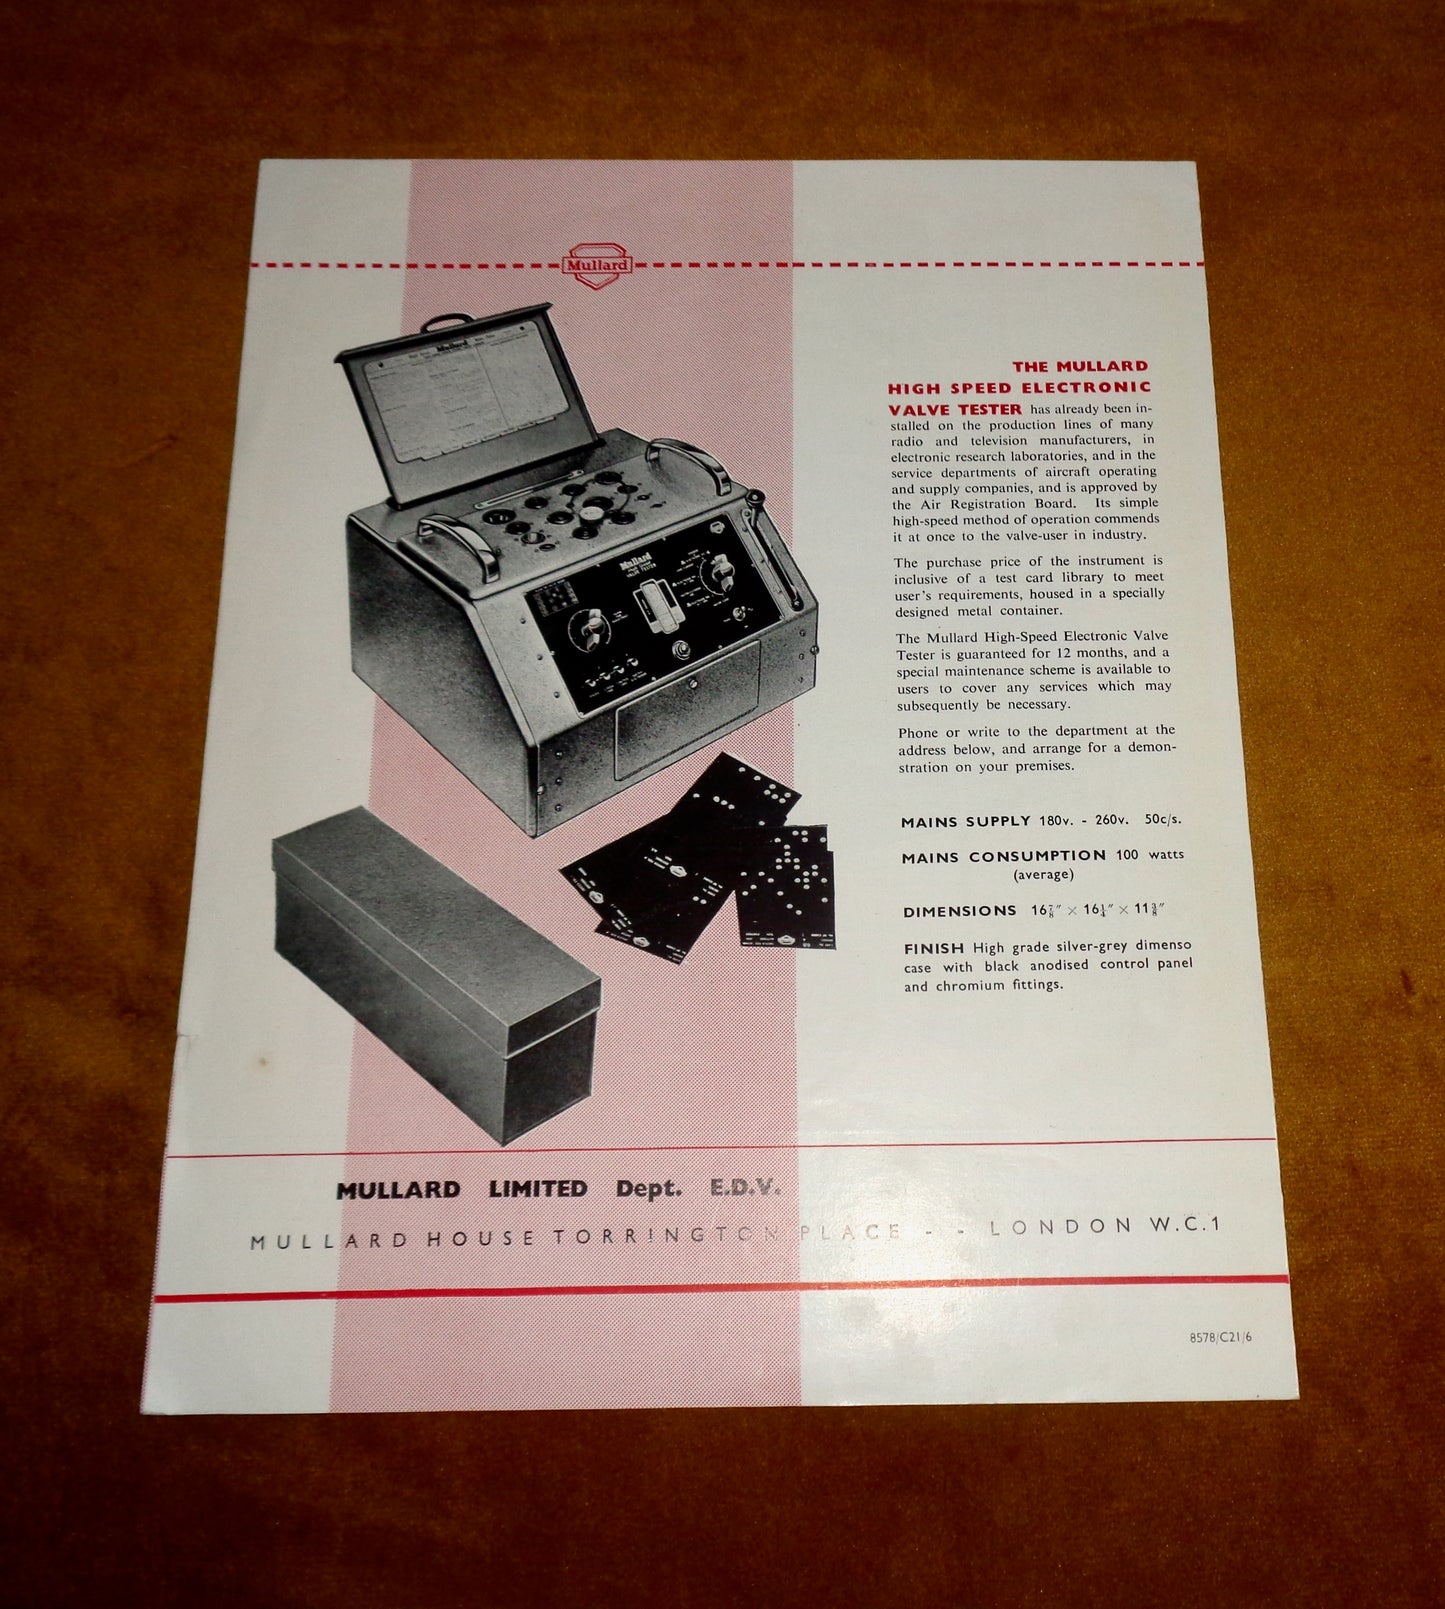 Mullard
Mullard
Mullard
VALVE TESTER
THE MULLARD
HIGH SPEED ELECTRONIC
VALVE TESTER has already been in-
stalled on the production lines of many
radio and television manufacturers, in
electronic research laboratories, and in the
service departments of aircraft operating
and supply companies, and is approved by
the Air Registration Board. Its simple
high-speed method of operation commends
it at once to the valve-user in industry.
The purchase price of the instrument is
inclusive of a test card library to meet
user's requirements, housed in a specially
designed metal container.
The Mullard High-Speed Electronic Valve
Tester is guaranteed for 12 months, and a
special maintenance scheme is available to
users to cover any services which may
subsequently be necessary.
Phone or write to the department at the
address below, and arrange for a demon-
stration on your premises.
MAINS SUPPLY 180v. - 260v. 50c/s.
MAINS CONSUMPTION 100 watts
(average)
DIMENSIONS 16⅞″ × 16¼″ × 11⅜″
FINISH High grade silver-grey dimenso
case with black anodised control panel
and chromium fittings.
MULLARD LIMITED Dept. E.D.V.
MULLARD HOUSE TORRINGTON PLACE - - LONDON W.C.1
8578/C21/6